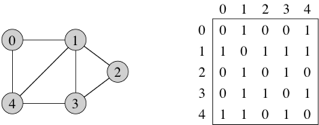 0 1 2 3 4
0 1 2
4 3
0 0 1 0 0 1
1 1 0 1 1 1
2 0 1 0 1 0
3 0 1 1 0 1
4 1 1 0 1 0